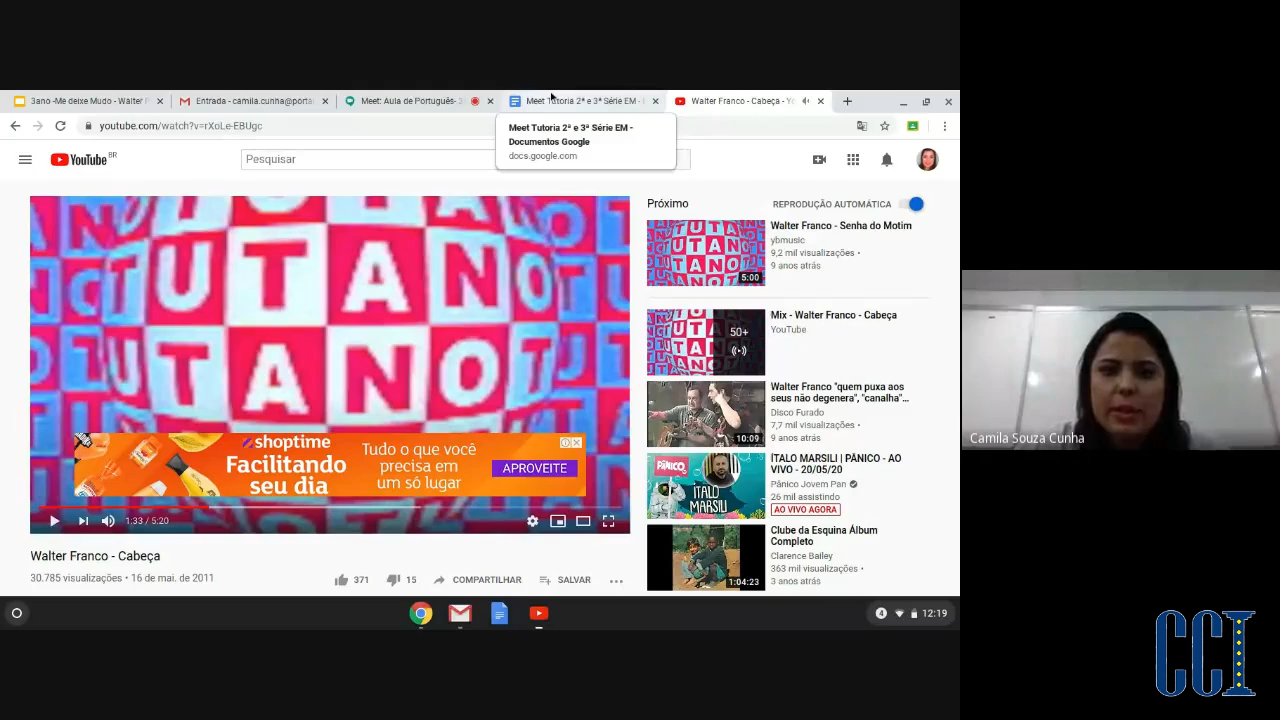 3ano -Me deixe Mudo - Walter
Entrada - camila.cunha@porta
Meet: Aula de Português-
Meet Tutoria 2ª e 3ª Série EM -
Walter Franco - Cabeça - Yo
youtube.com/watch?v=rXoLe-EBUgc
Meet Tutoria 2ª e 3ª Série EM -
Documentos Google
docs.google.com
YouTube BR
Pesquisar
TUTANO
UTANO
shoptime
Facilitando
seu dia
Tudo o que você
precisa em
um só lugar
APROVEITE
1:33 / 5:20
Walter Franco - Cabeça
30.785 visualizações • 16 de mai. de 2011
371
15
COMPARTILHAR
SALVAR
Próximo
REPRODUÇÃO AUTOMÁTICA
TUTANO
5:00
Walter Franco - Senha do Motim
ybmusic
9,2 mil visualizações •
9 anos atrás
50+
Mix - Walter Franco - Cabeça
YouTube
10:09
Walter Franco "quem puxa aos
seus não degenera", "canalha"...
Disco Furado
7,7 mil visualizações •
9 anos atrás
PÂNICO
ÍTALO
MARSILI
ÍTALO MARSILI | PÂNICO - AO
VIVO - 20/05/20
Pânico Jovem Pan
26 mil assistindo
AO VIVO AGORA
1:04:23
Clube da Esquina Álbum
Completo
Clarence Bailey
363 mil visualizações •
3 anos atrás
4
12:19
Camila Souza Cunha
CCI